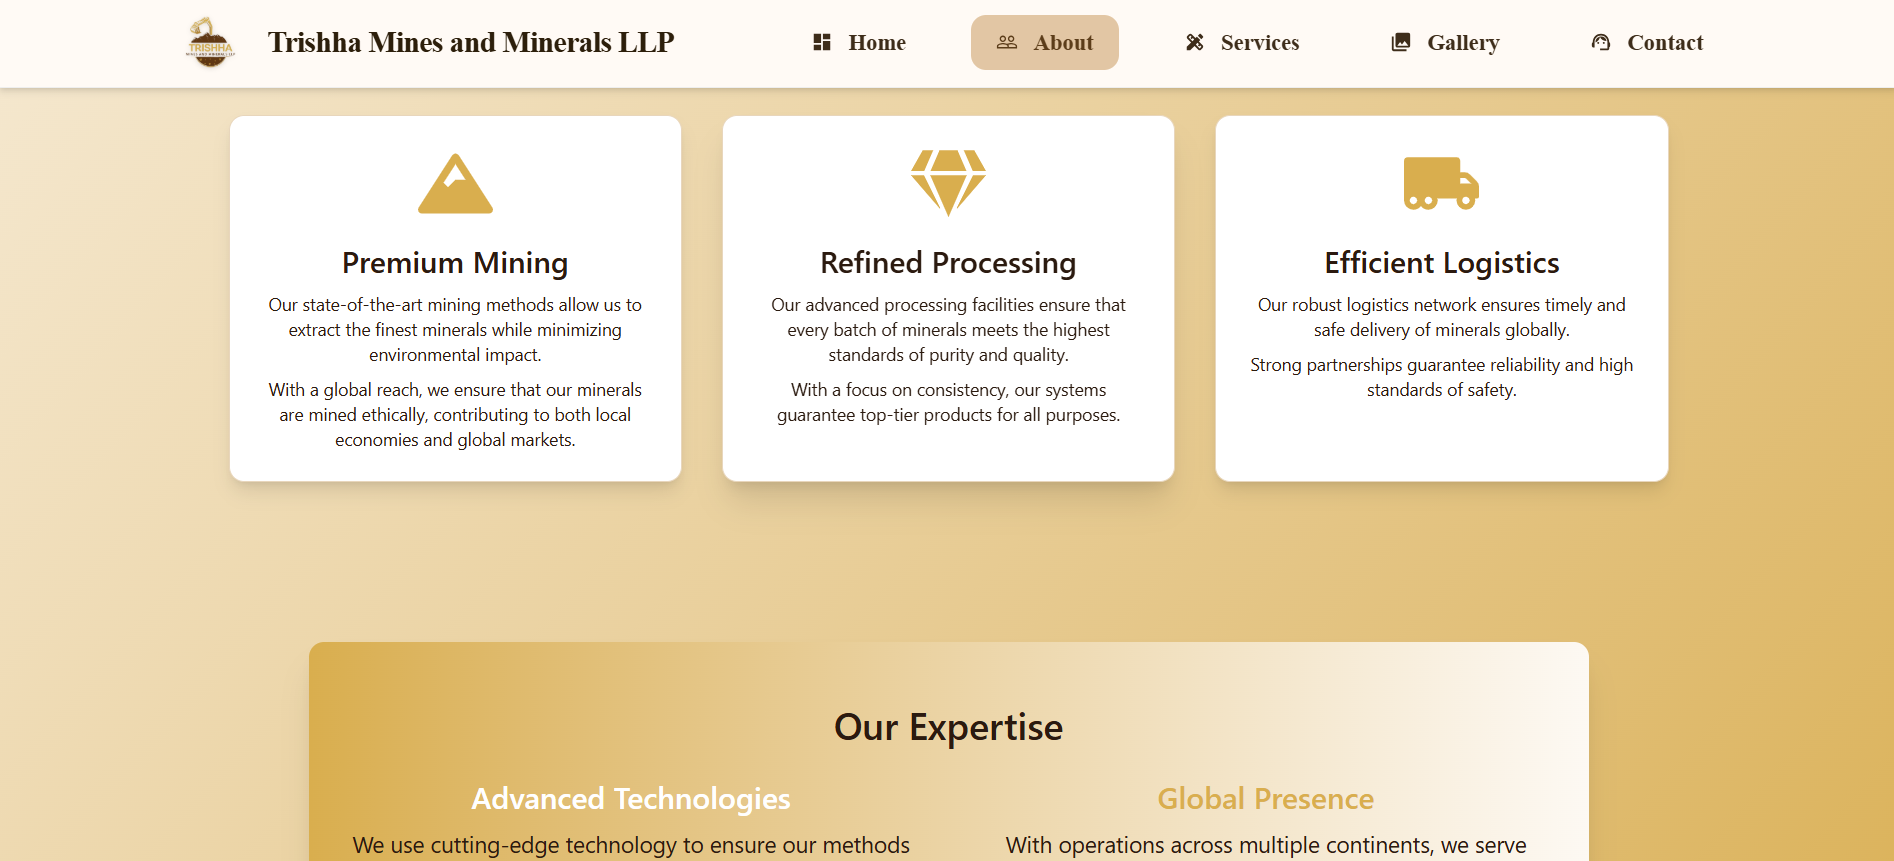 TRISHHA
MINES AND MINERALS LLP
Trishha Mines and Minerals LLP
Home
About
Services
Gallery
Contact
Premium Mining
Our state-of-the-art mining methods allow us to
extract the finest minerals while minimizing
environmental impact.
With a global reach, we ensure that our minerals
are mined ethically, contributing to both local
economies and global markets.
Refined Processing
Our advanced processing facilities ensure that
every batch of minerals meets the highest
standards of purity and quality.
With a focus on consistency, our systems
guarantee top-tier products for all purposes.
Efficient Logistics
Our robust logistics network ensures timely and
safe delivery of minerals globally.
Strong partnerships guarantee reliability and high
standards of safety.
Our Expertise
Advanced Technologies
We use cutting-edge technology to ensure our methods
Global Presence
With operations across multiple continents, we serve